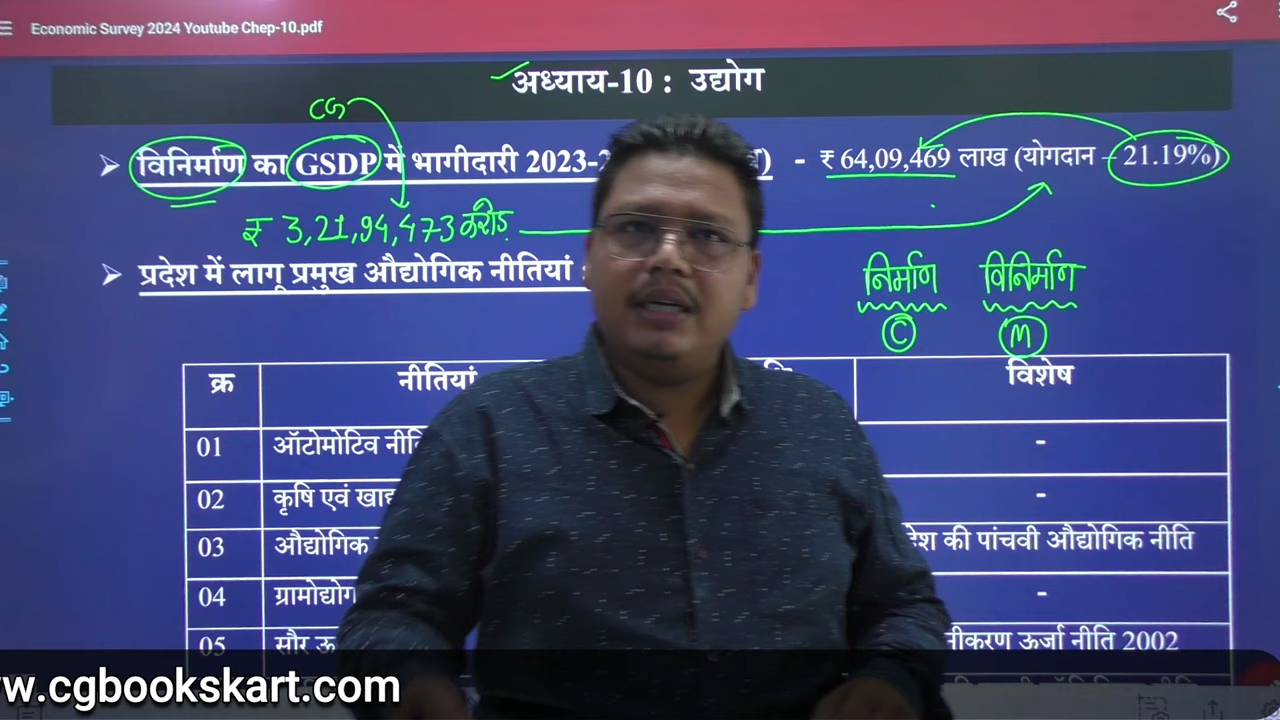 Economic Survey 2024 Youtube Chep-10.pdf
अध्याय-10 : उद्योग
CG
विनिर्माण का GSDP में भागीदारी 2023-2 - ₹ 64,09,469 लाख (योगदान – 21.19%)
₹ 3,21,94,473 करोड़
प्रदेश में लागू प्रमुख औद्योगिक नीतियां :
निर्माण विनिर्माण
C M
क्र नीतियां विशेष
01 ऑटोमोटिव -
02 कृषि एवं -
03 औद्योगिक की पांचवी औद्योगिक नीति
04 ग्रामोद्योग -
05 सौर ऊर्जा नीति 2002
w.cgbookskart.com